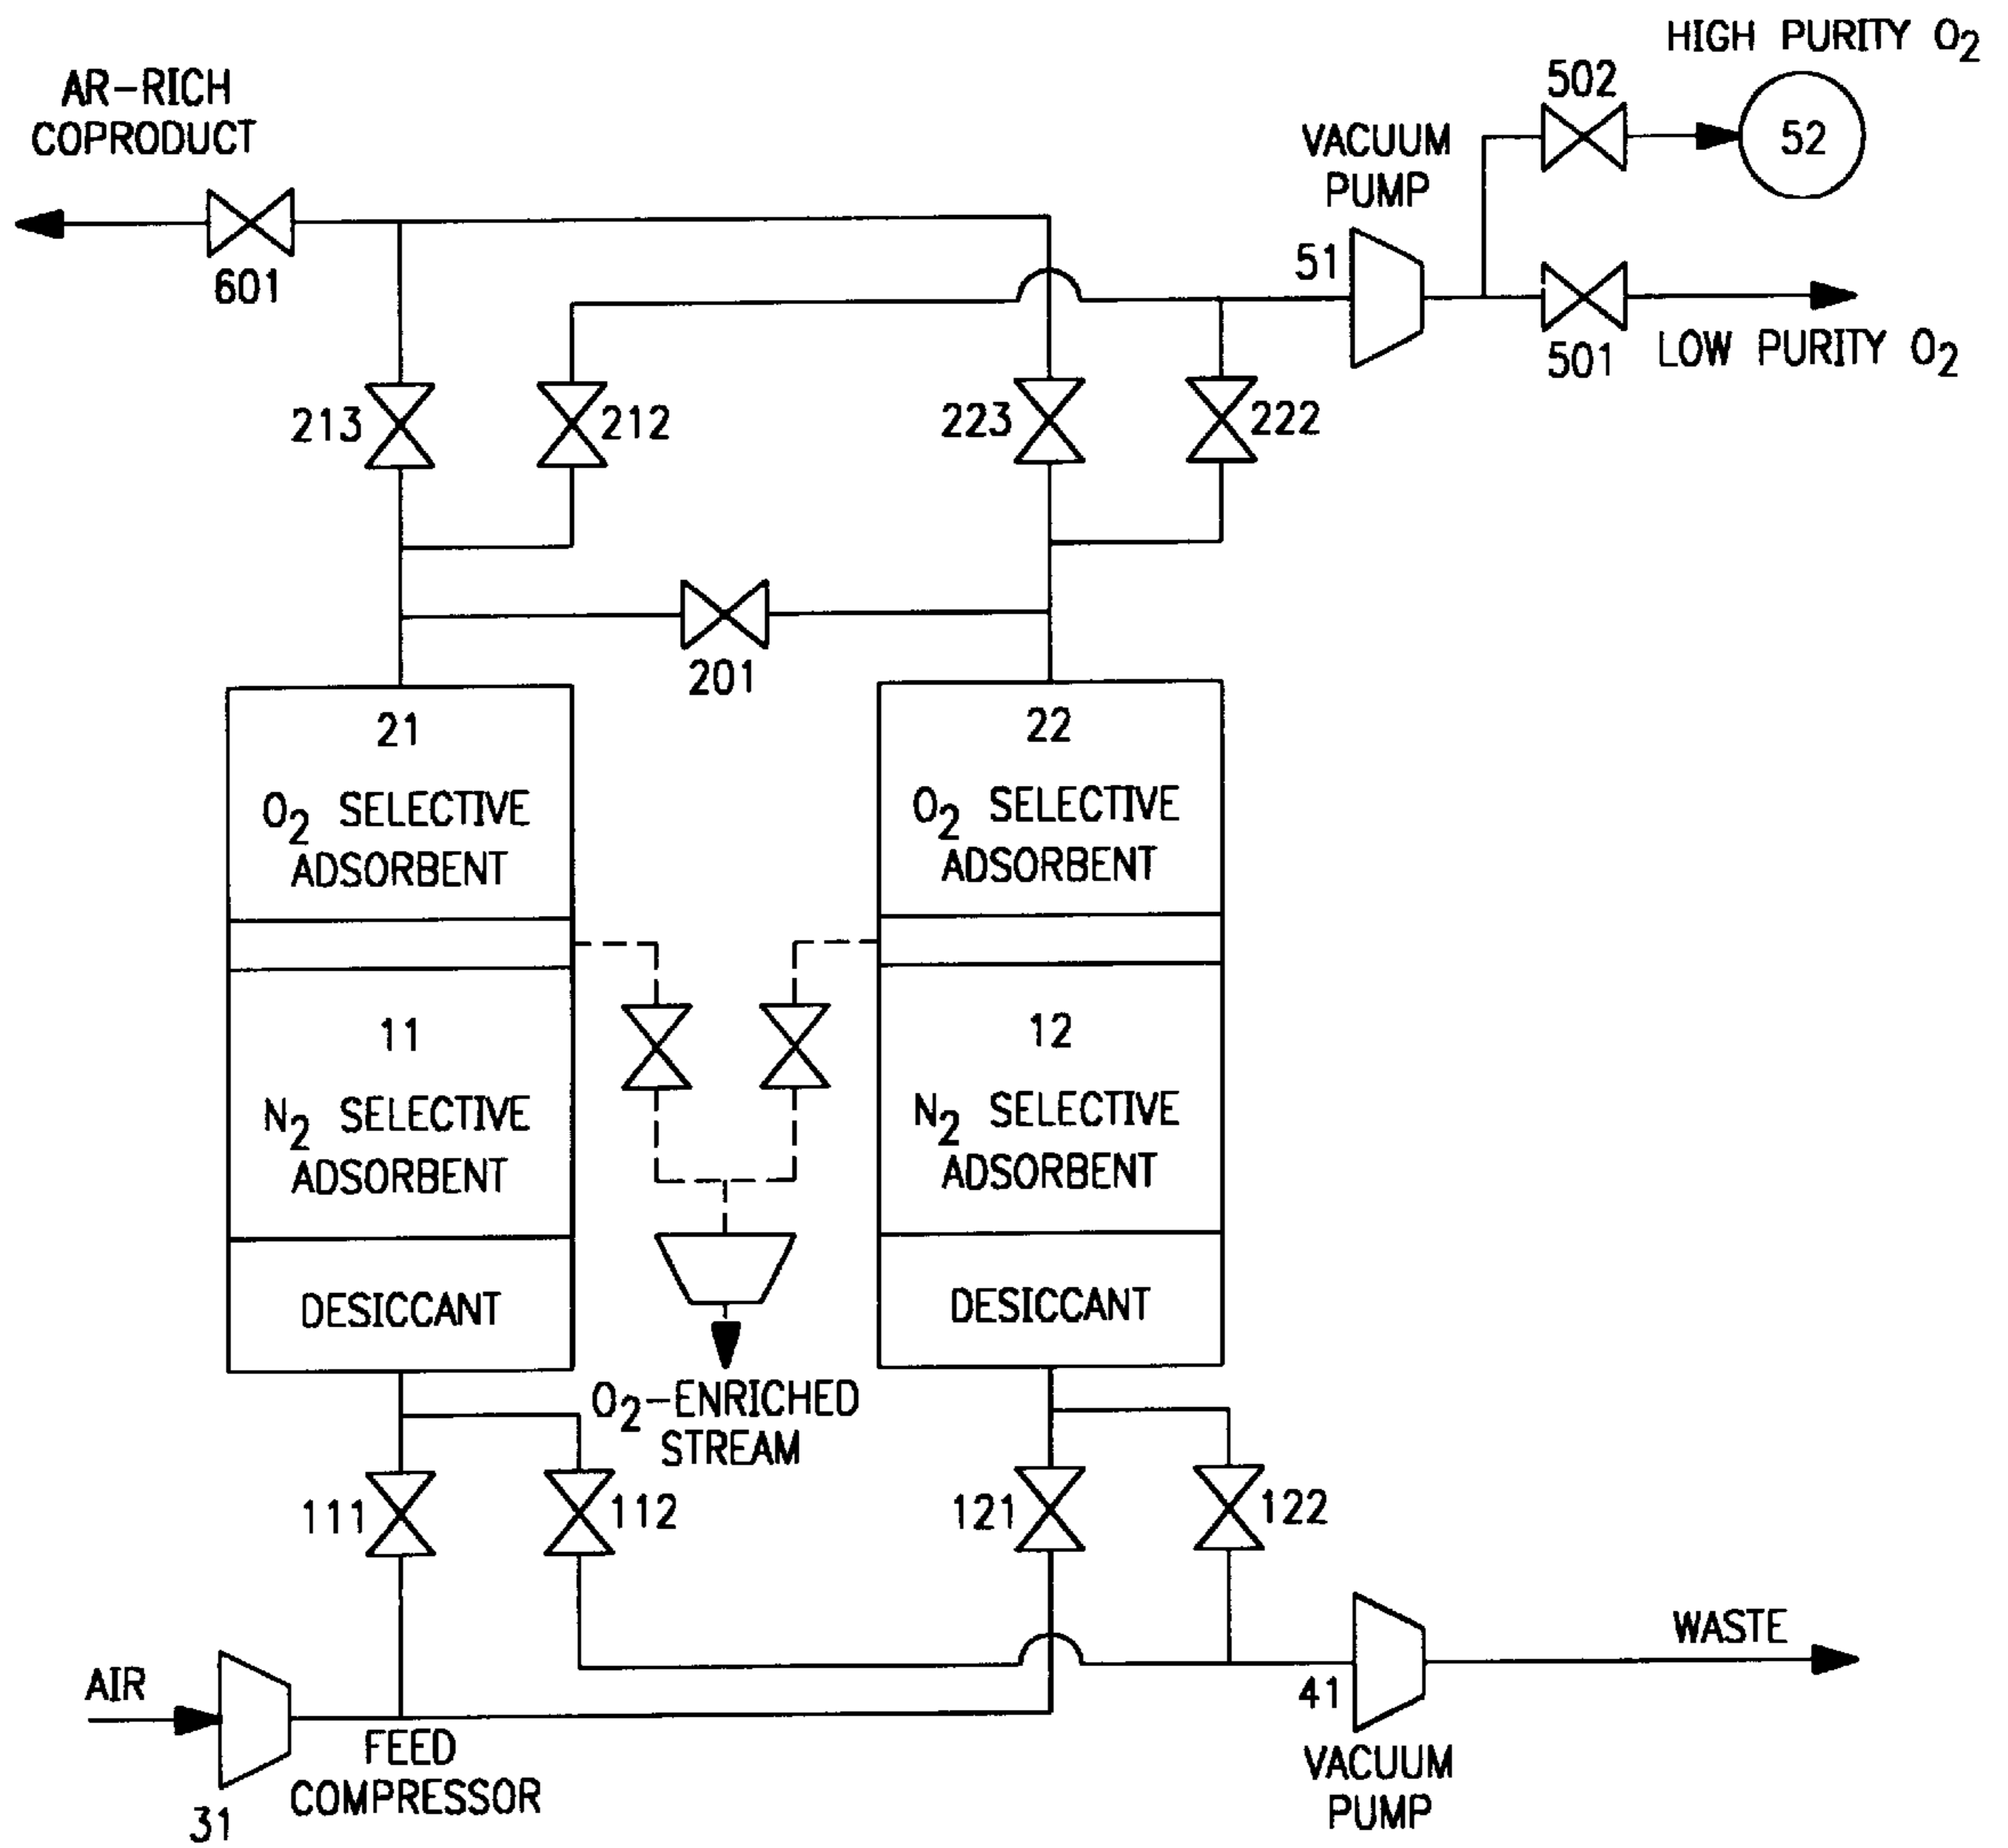 HIGH PURITY O2
502
52
AR-RICH
COPRODUCT
VACUUM
PUMP
601
51
501
LOW PURITY O2
213
212
223
222
201
21
O2 SELECTIVE
ADSORBENT
22
O2 SELECTIVE
ADSORBENT
11
N2 SELECTIVE
ADSORBENT
12
N2 SELECTIVE
ADSORBENT
DESICCANT
DESICCANT
O2-ENRICHED
STREAM
111
112
121
122
AIR
FEED
COMPRESSOR
31
41
WASTE
VACUUM
PUMP